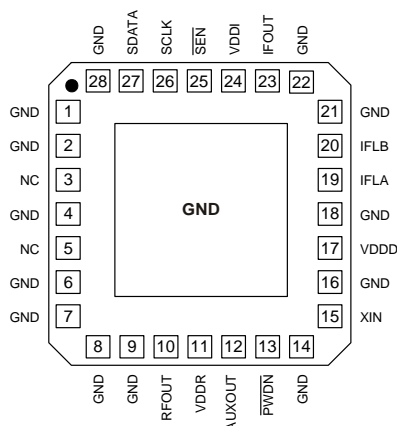 GND
SDATA
SCLK
SEN
VDDI
IFOUT
GND
28 27 26 25 24 23 22
GND 1
GND 2
NC 3
GND 4
NC 5
GND 6
GND 7
GND
21 GND
20 IFLB
19 IFLA
18 GND
17 VDDD
16 GND
15 XIN
8 9 10 11 12 13 14
GND
GND
RFOUT
VDDR
AUXOUT
PWDN
GND